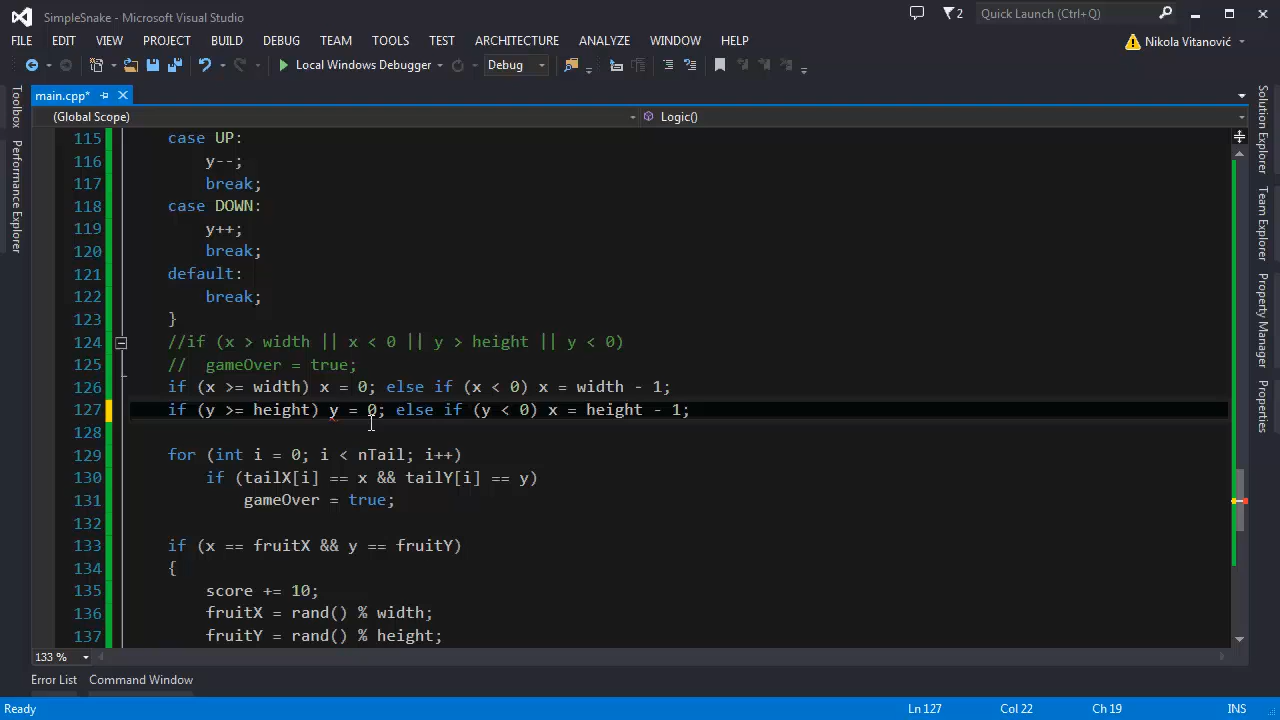 SimpleSnake - Microsoft Visual Studio
2
Quick Launch (Ctrl+Q)
FILE EDIT VIEW PROJECT BUILD DEBUG TEAM TOOLS TEST ARCHITECTURE ANALYZE WINDOW HELP
Nikola Vitanović
Local Windows Debugger
Debug
main.cpp*
(Global Scope)
Logic()
Toolbox
Performance Explorer
115 case UP:
116 y--;
117 break;
118 case DOWN:
119 y++;
120 break;
121 default:
122 break;
123 }
124 //if (x > width || x < 0 || y > height || y < 0)
125 // gameOver = true;
126 if (x >= width) x = 0; else if (x < 0) x = width - 1;
127 if (y >= height) y = 0; else if (y < 0) x = height - 1;
128
129 for (int i = 0; i < nTail; i++)
130 if (tailX[i] == x && tailY[i] == y)
131 gameOver = true;
132
133 if (x == fruitX && y == fruitY)
134 {
135 score += 10;
136 fruitX = rand() % width;
137 fruitY = rand() % height;
Solution Explorer
Team Explorer
Property Manager
Properties
133 %
Error List
Command Window
Ready
Ln 127
Col 22
Ch 19
INS